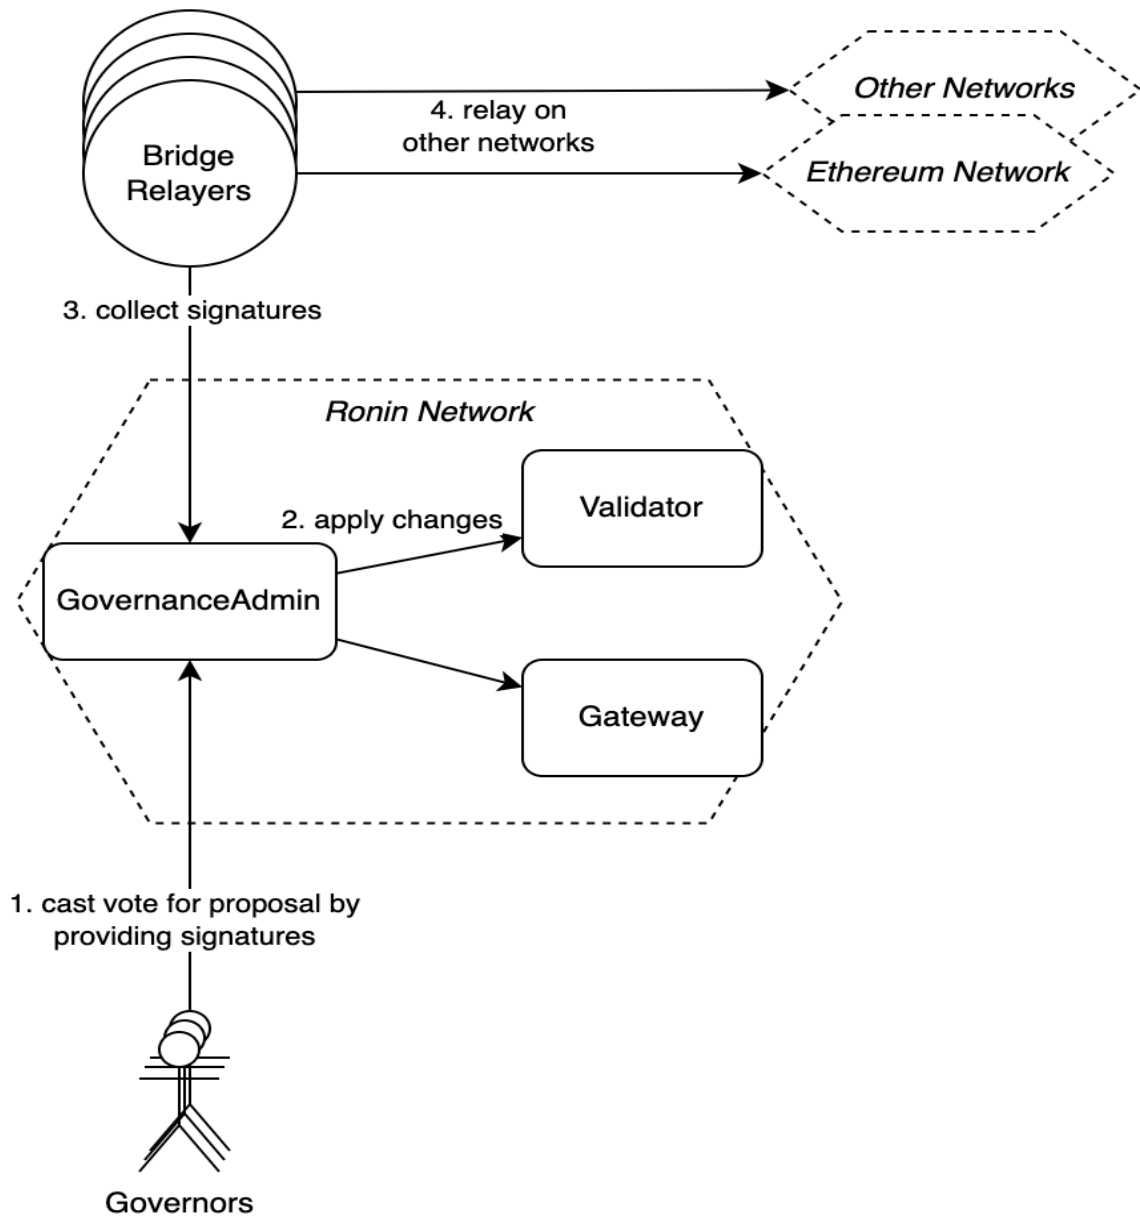 Other Networks
4. relay on
other networks
Bridge
Relayers
Ethereum Network
3. collect signatures
Ronin Network
Validator
2. apply changes
GovernanceAdmin
Gateway
1. cast vote for proposal by
providing signatures
Governors